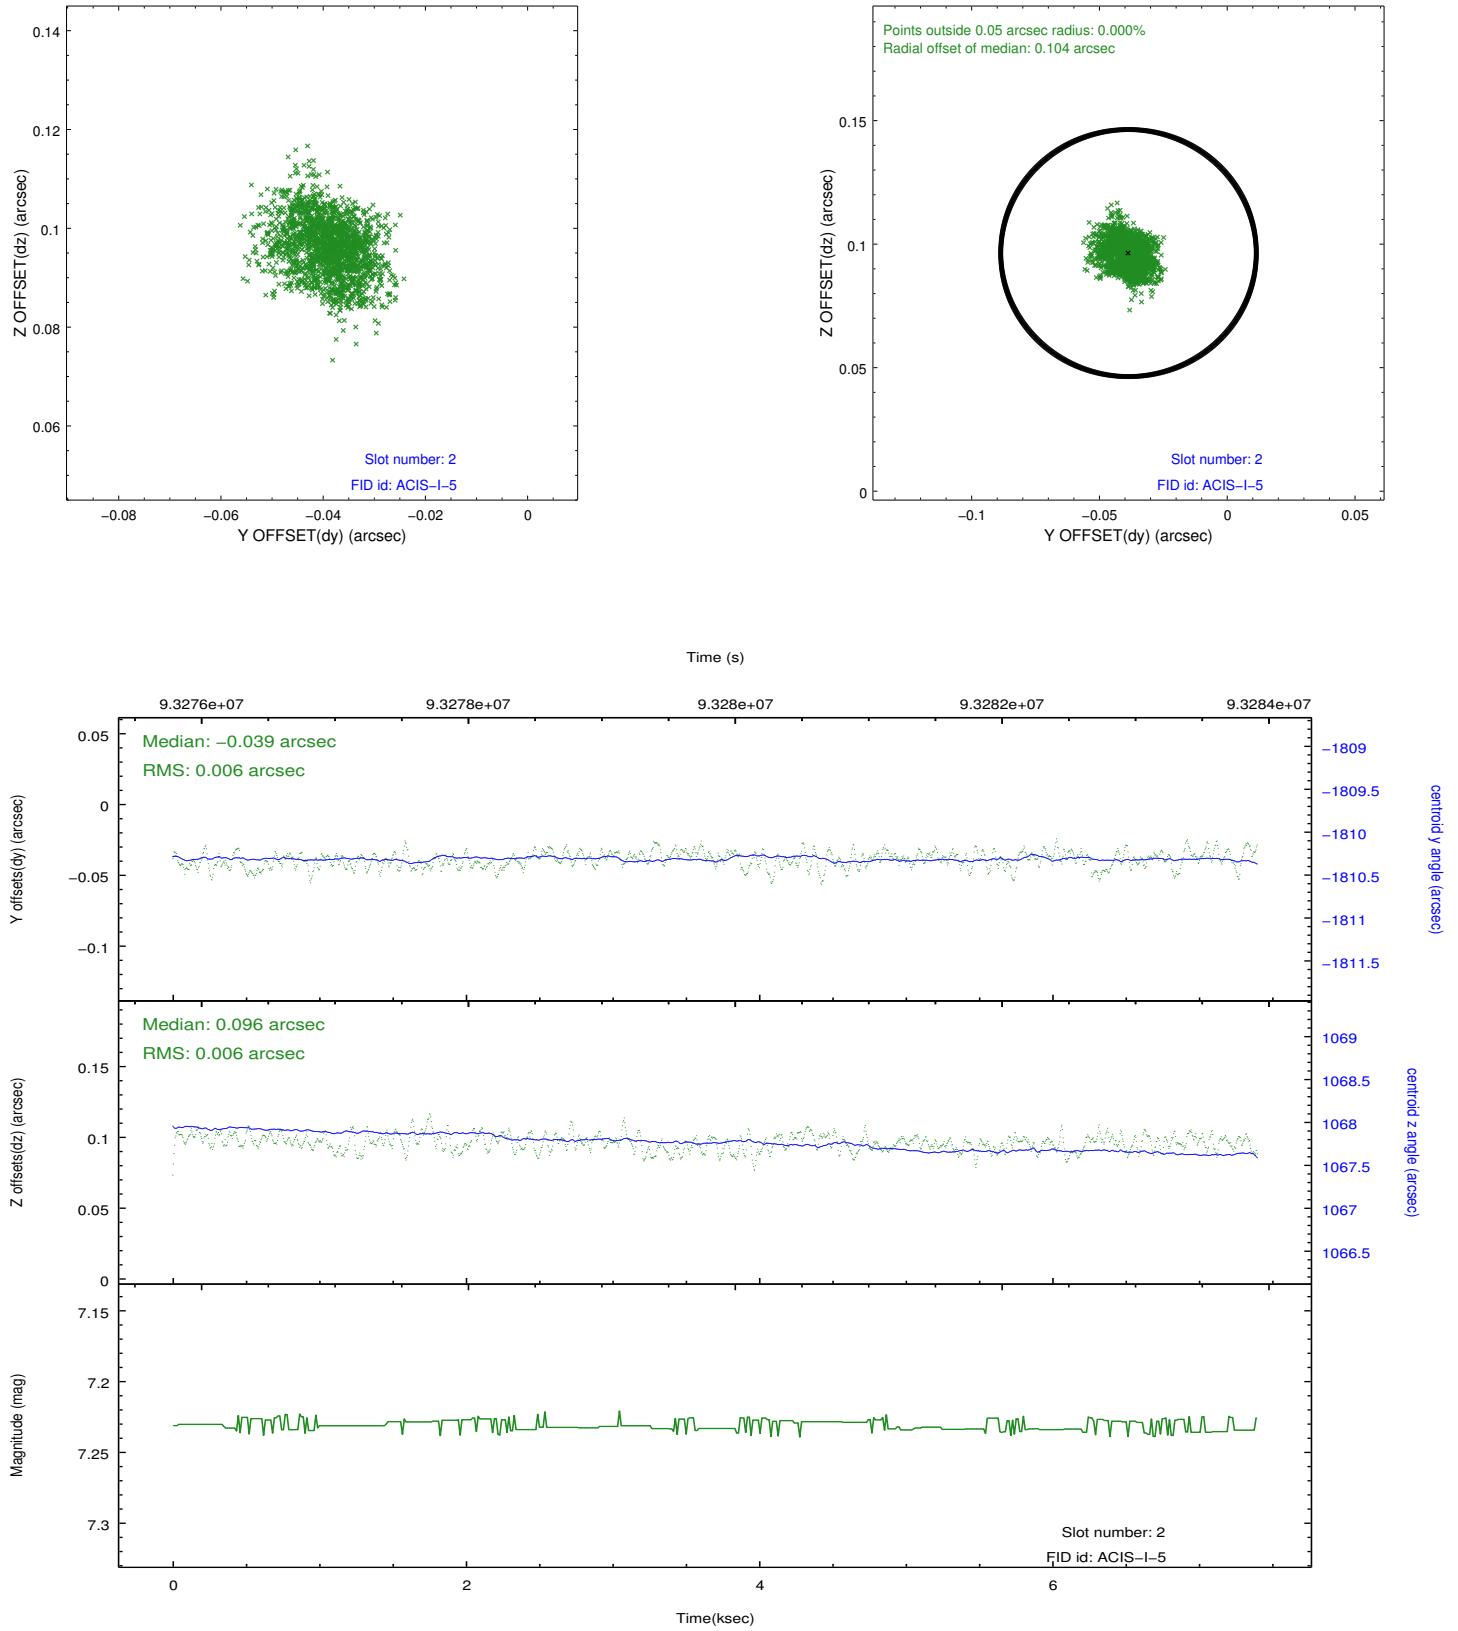 0.14
0.12
0.1
0.08
0.06
Z OFFSET(dz) (arcsec)
Slot number: 2
FID id: ACIS−I−5
−0.08
−0.06
−0.04
−0.02
0
Y OFFSET(dy) (arcsec)
Points outside 0.05 arcsec radius: 0.000%
Radial offset of median: 0.104 arcsec
0.15
0.1
0.05
0
Z OFFSET(dz) (arcsec)
Slot number: 2
FID id: ACIS−I−5
−0.1
−0.05
0
0.05
Y OFFSET(dy) (arcsec)
Time (s)
9.3276e+07
9.3278e+07
9.328e+07
9.3282e+07
9.3284e+07
Median: −0.039 arcsec
RMS: 0.006 arcsec
0.05
0
−0.05
−0.1
Y offsets(dy) (arcsec)
−1809
−1809.5
−1810
−1810.5
−1811
−1811.5
centroid y angle (arcsec)
Median: 0.096 arcsec
RMS: 0.006 arcsec
0.15
0.1
0.05
0
Z offsets(dz) (arcsec)
1069
1068.5
1068
1067.5
1067
1066.5
centroid z angle (arcsec)
7.15
7.2
7.25
7.3
Magnitude (mag)
Slot number: 2
FID id: ACIS−I−5
0
2
4
6
Time(ksec)